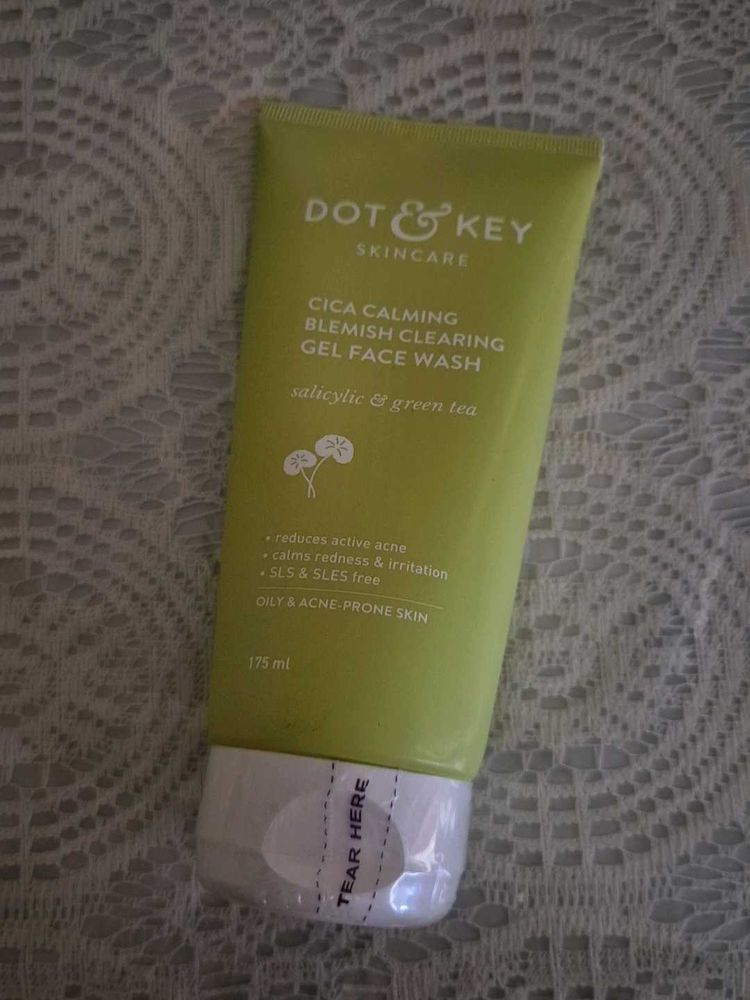 DOT & KEY
SKINCARE
CICA CALMING
BLEMISH CLEARING
GEL FACE WASH
salicylic & green tea
• reduces active acne
• calms redness & irritation
• SLS & SLES free
OILY & ACNE-PRONE SKIN
175 ml
TEAR HERE